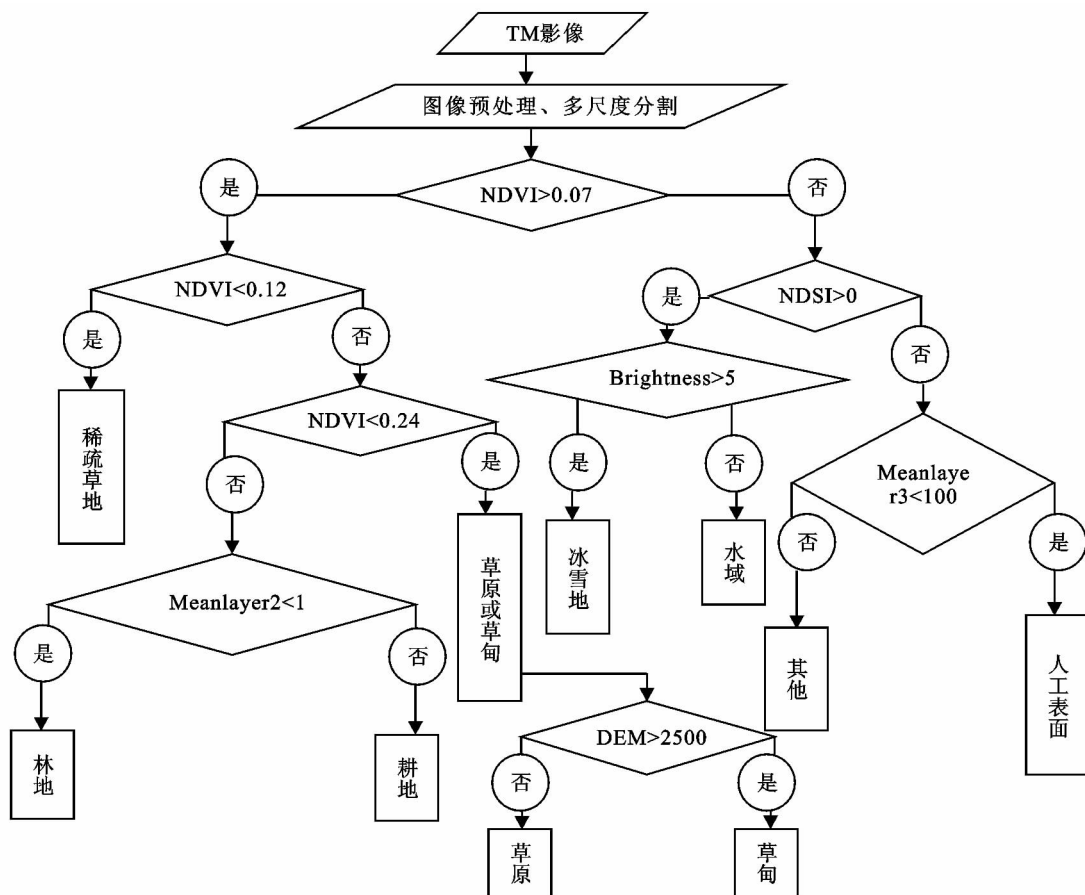 TM影像
图像预处理、多尺度分割
NDVI>0.07
是
否
NDVI<0.12
NDSI>0
是
否
是
否
NDVI<0.24
Brightness>5
稀疏草地
否
是
是
否
Meanlaye
r3<100
Meanlayer2<1
草原或草甸
冰雪地
水域
否
是
是
否
其他
人工表面
林地
耕地
DEM>2500
否
是
草原
草甸